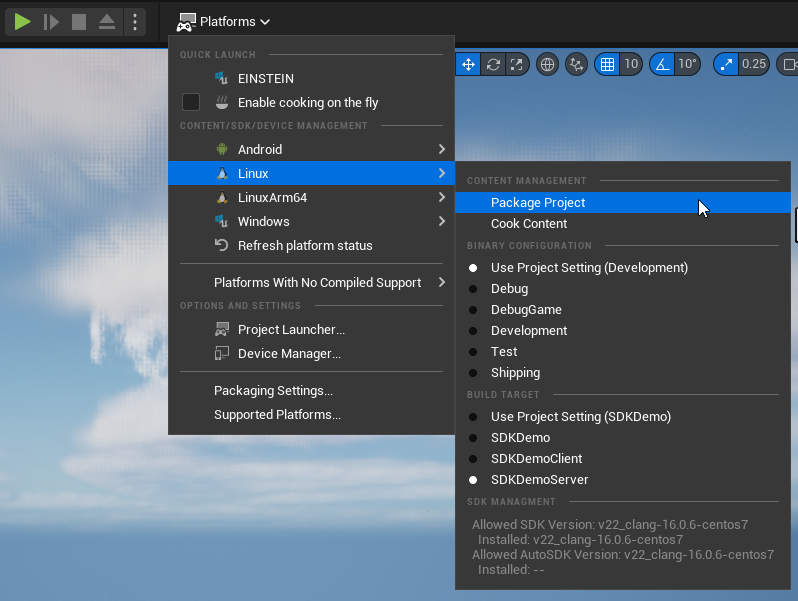 Platforms
10
10°
0.25
QUICK LAUNCH
EINSTEIN
Enable cooking on the fly
CONTENT/SDK/DEVICE MANAGEMENT
Android
Linux
LinuxArm64
Windows
Refresh platform status
Platforms With No Compiled Support
OPTIONS AND SETTINGS
Project Launcher...
Device Manager...
Packaging Settings...
Supported Platforms...
CONTENT MANAGEMENT
Package Project
Cook Content
BINARY CONFIGURATION
Use Project Setting (Development)
Debug
DebugGame
Development
Test
Shipping
BUILD TARGET
Use Project Setting (SDKDemo)
SDKDemo
SDKDemoClient
SDKDemoServer
SDK MANAGMENT
Allowed SDK Version: v22_clang-16.0.6-centos7
Installed: v22_clang-16.0.6-centos7
Allowed AutoSDK Version: v22_clang-16.0.6-centos7
Installed: --